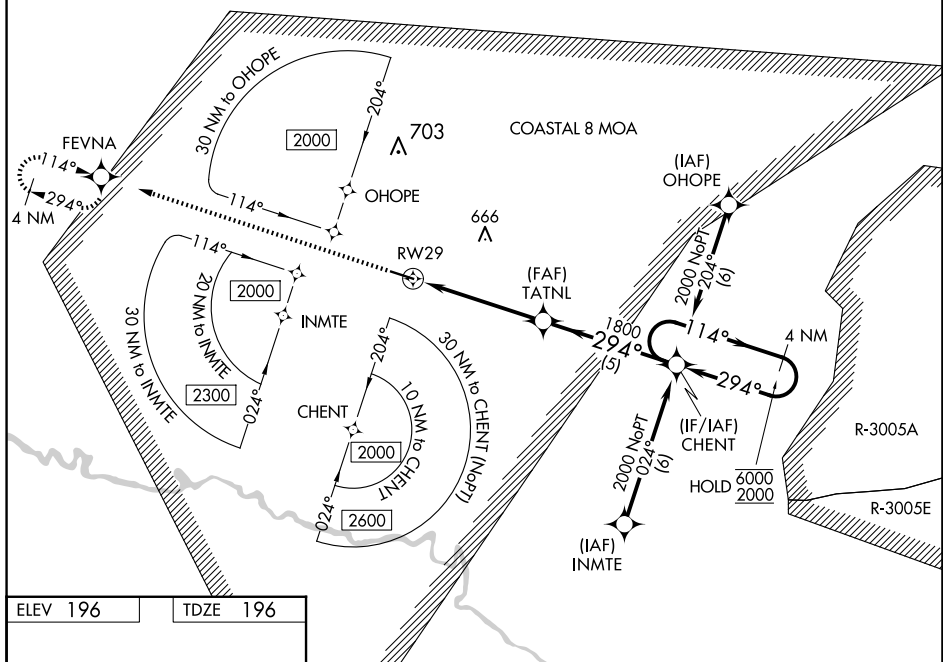 30 NM to OHOPE
204°
2000
703
COASTAL 8 MOA
FEVNA
114°
294°
4 NM
OHOPE
114°
666
(IAF)
OHOPE
RW29
(FAF)
TATNL
2000 NoPT
204°
(6)
114°
30 NM to INMTE
20 NM to INMTE
2000
INMTE
2300
024°
1800
294°
(5)
114°
4 NM
294°
204°
30 NM to CHENT (NoPT)
10 NM to CHENT
CHENT
2000
024°
2600
(IF/IAF)
CHENT
2000 NoPT
024°
(6)
HOLD 6000
2000
R-3005A
R-3005E
(IAF)
INMTE
ELEV 196
TDZE 196